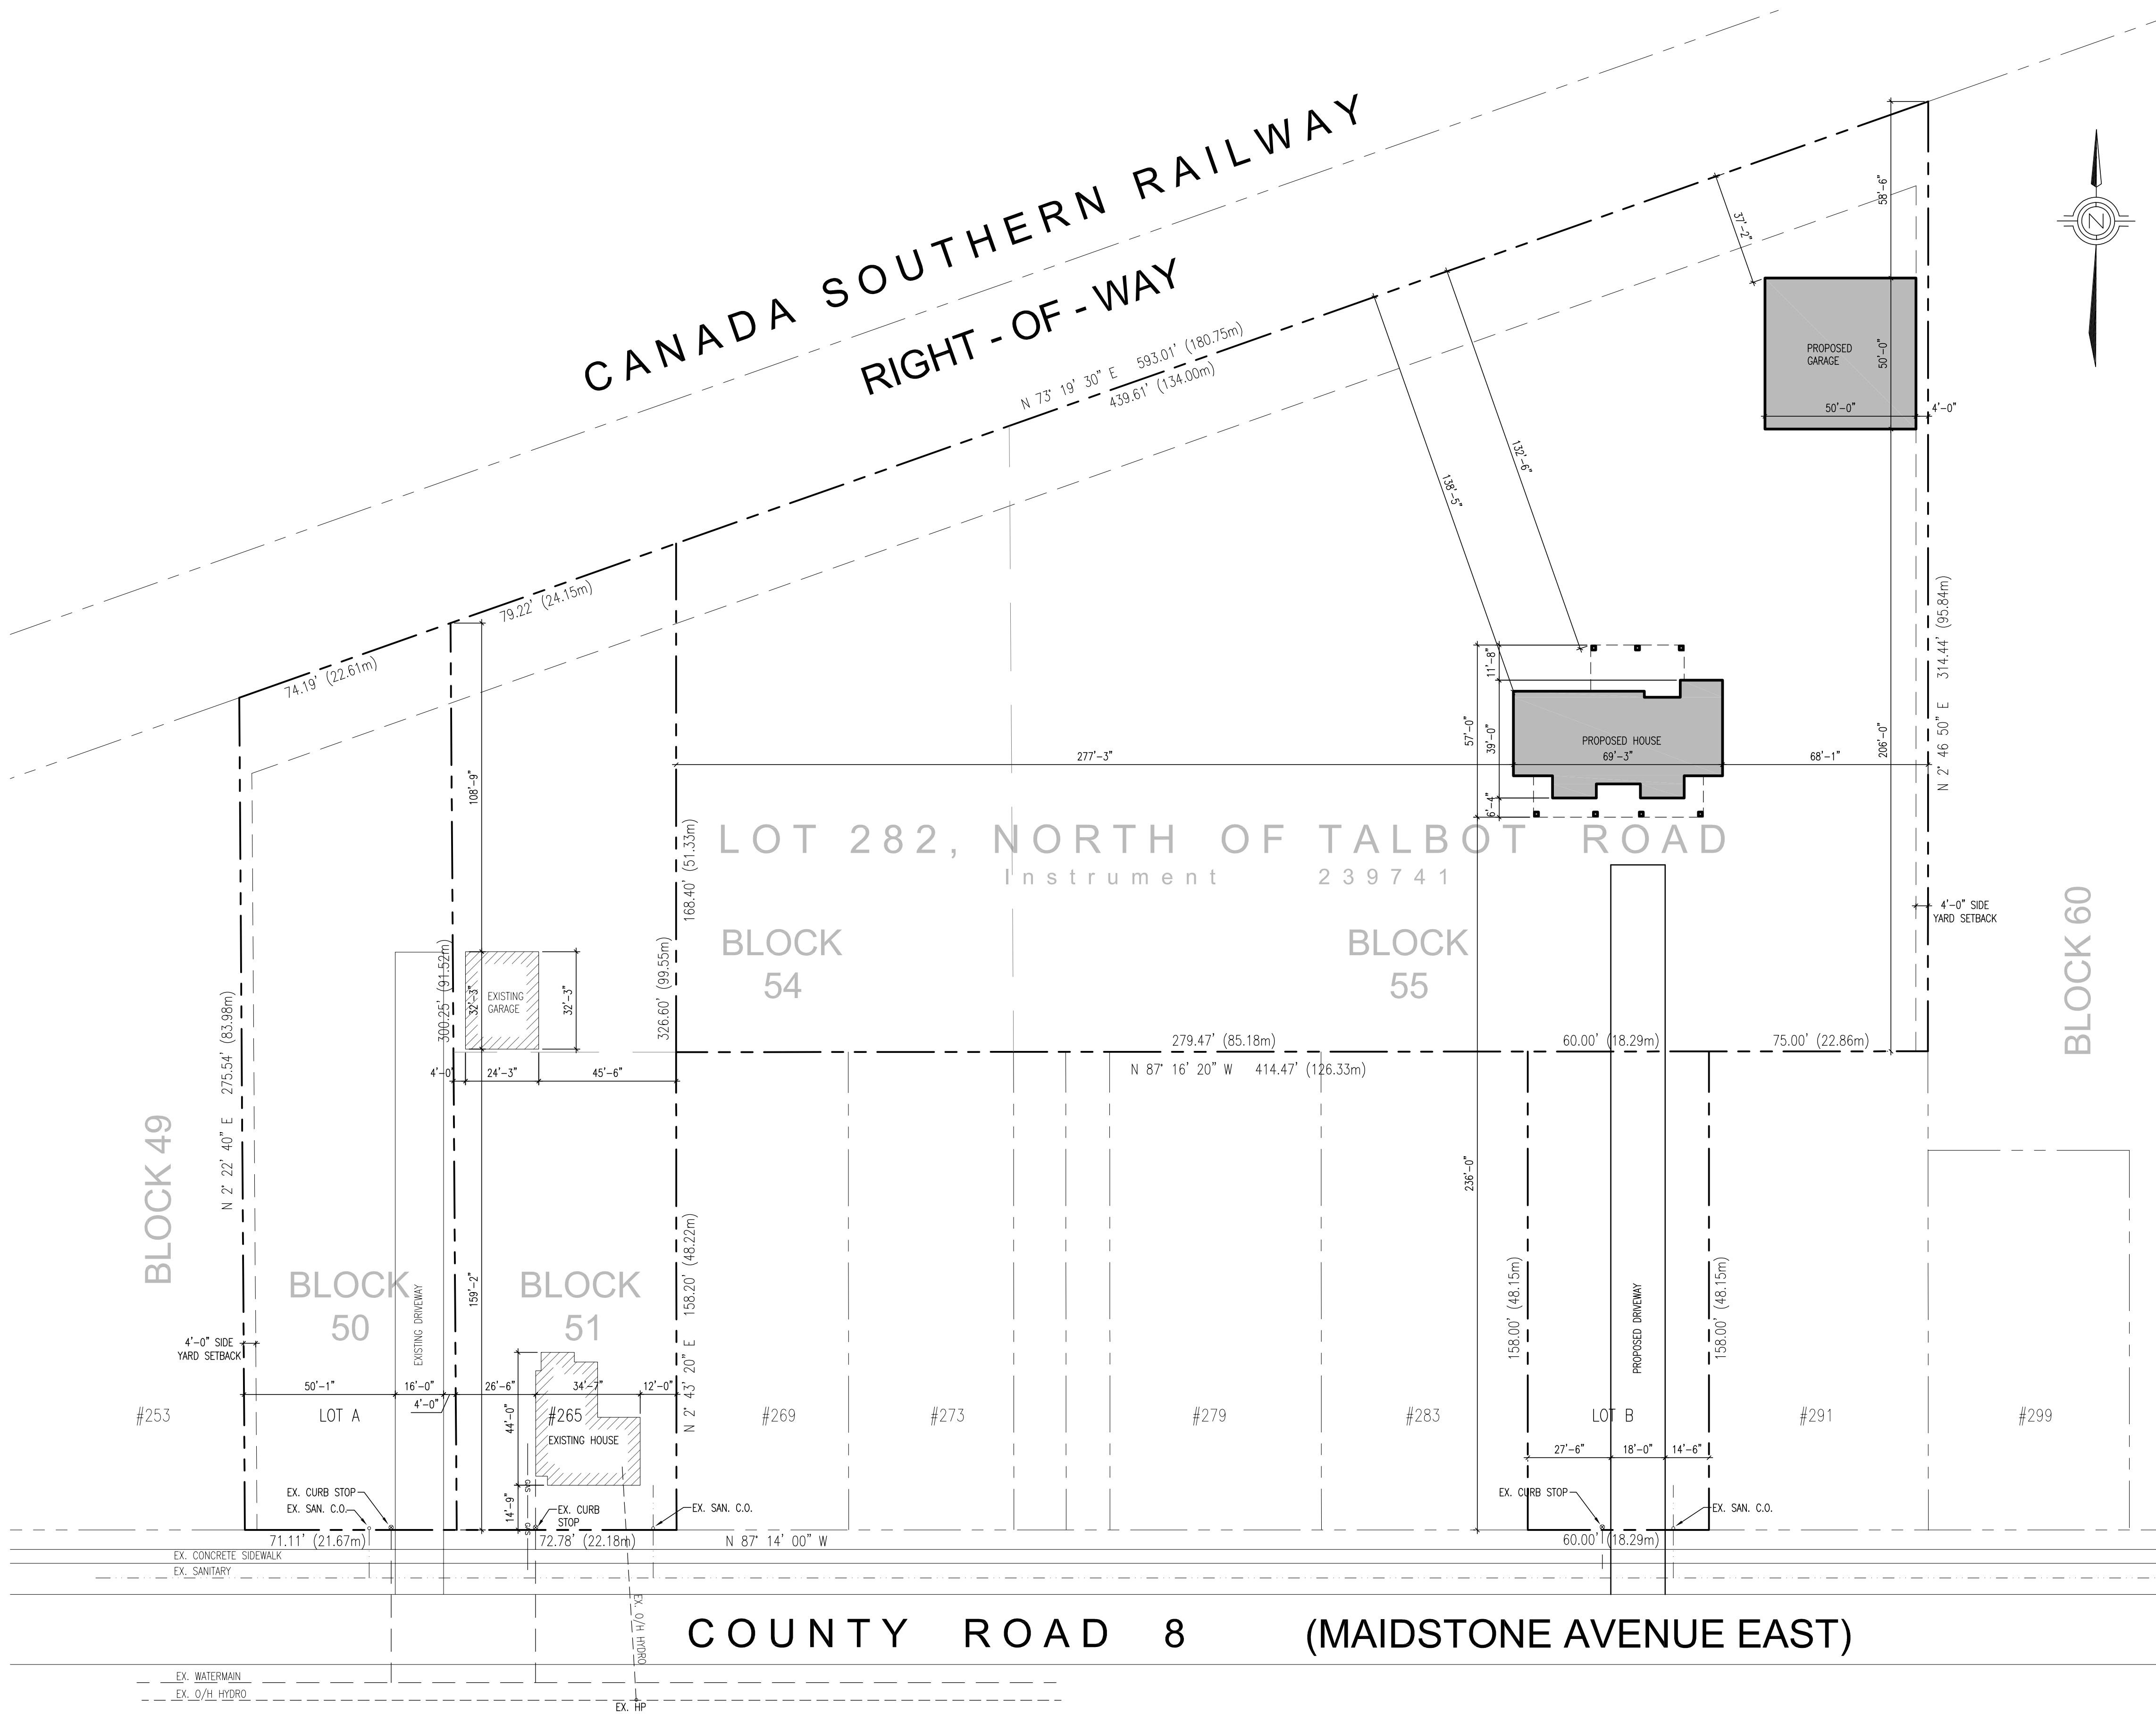 CANADA SOUTHERN RAILWAY
RIGHT - OF - WAY
N 73° 19' 30" E 593.01' (180.75m)
439.61' (134.00m)
79.22' (24.15m)
74.19' (22.61m)
58'-6"
37'-2"
N
PROPOSED
GARAGE
50'-0"
50'-0"
4'-0"
132'-6"
138'-5"
N 2° 46' 50" E 314.44' (95.84m)
206'-0"
11'-8"
57'-0"
39'-0"
6'-4"
PROPOSED HOUSE
277'-3"
69'-3"
68'-1"
108'-9"
LOT 282, NORTH OF TALBOT ROAD
Instrument 239741
168.40' (51.33m)
4'-0" SIDE
YARD SETBACK
BLOCK
54
BLOCK
55
BLOCK 60
300.25' (91.52m)
32'-3"
EXISTING
GARAGE
32'-3"
326.60' (99.55m)
N 2° 22' 40" E 275.54' (83.98m)
279.47' (85.18m)
60.00' (18.29m)
75.00' (22.86m)
4'-0"
24'-3"
45'-6"
N 87° 16' 20" W 414.47' (126.33m)
BLOCK 49
236'-0"
BLOCK
50
EXISTING DRIVEWAY
159'-2"
BLOCK
51
N 2° 43' 20" E 158.20' (48.22m)
158.00' (48.15m)
PROPOSED DRIVEWAY
158.00' (48.15m)
4'-0" SIDE
YARD SETBACK
50'-1"
16'-0"
4'-0"
26'-6"
34'-7"
12'-0"
#253
LOT A
44'-0"
#265
EXISTING HOUSE
#269
#273
#279
#283
LOT B
#291
#299
27'-6"
18'-0"
14'-6"
EX. CURB STOP
EX. SAN. C.O.
14'-9"
GAS
GAS
EX. CURB
STOP
EX. SAN. C.O.
EX. CURB STOP
EX. SAN. C.O.
71.11' (21.67m)
72.78' (22.18m)
N 87° 14' 00" W
60.00' (18.29m)
EX. CONCRETE SIDEWALK
EX. SANITARY
EX. O/H HYDRO
COUNTY ROAD 8 (MAIDSTONE AVENUE EAST)
EX. WATERMAIN
EX. O/H HYDRO
EX. HP